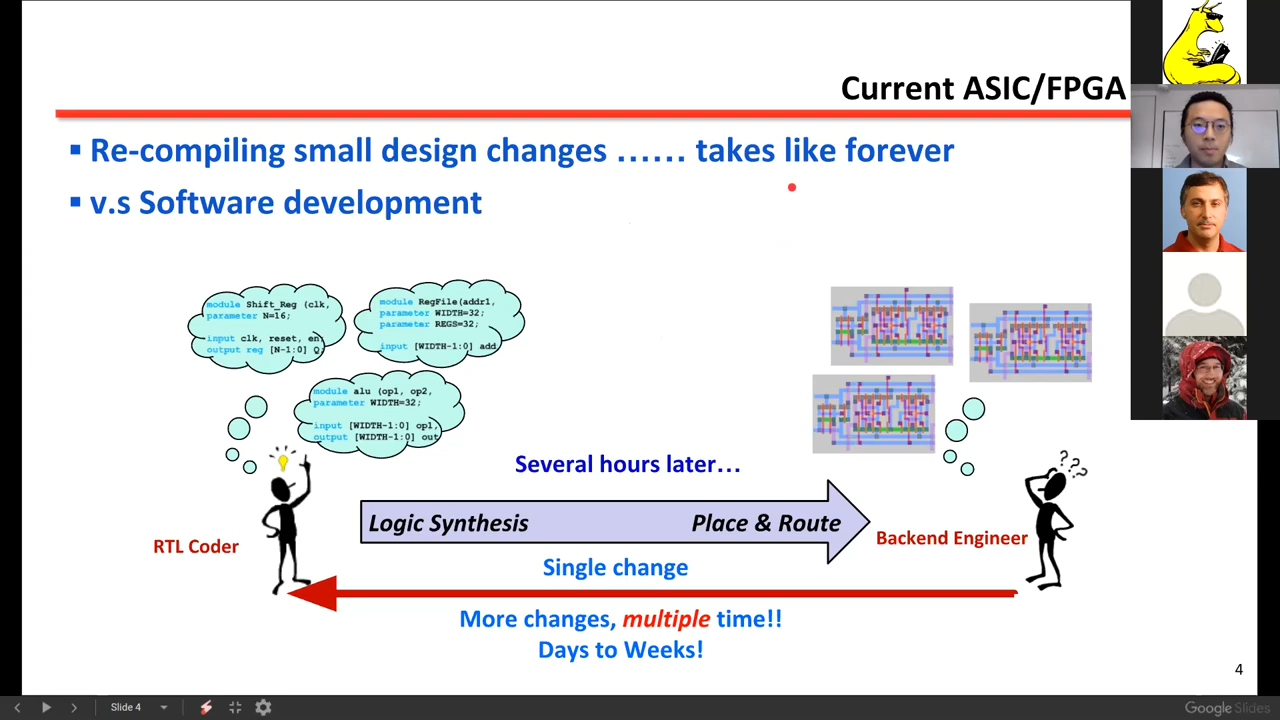 Current ASIC/FPGA
▪ Re-compiling small design changes …… takes like forever
▪ v.s Software development
module Shift_Reg (clk,
parameter N=16;
input clk, reset, en
output reg [N-1:0] Q
module RegFile(addr1,
parameter WIDTH=32;
parameter REGS=32;
input [WIDTH-1:0] add
module alu (op1, op2,
parameter WIDTH=32;
input [WIDTH-1:0] op1,
output [WIDTH-1:0] out
Several hours later…
???
Logic Synthesis Place & Route
RTL Coder
Backend Engineer
Single change
More changes, multiple time!!
Days to Weeks!
4
Slide 4
Google Slides